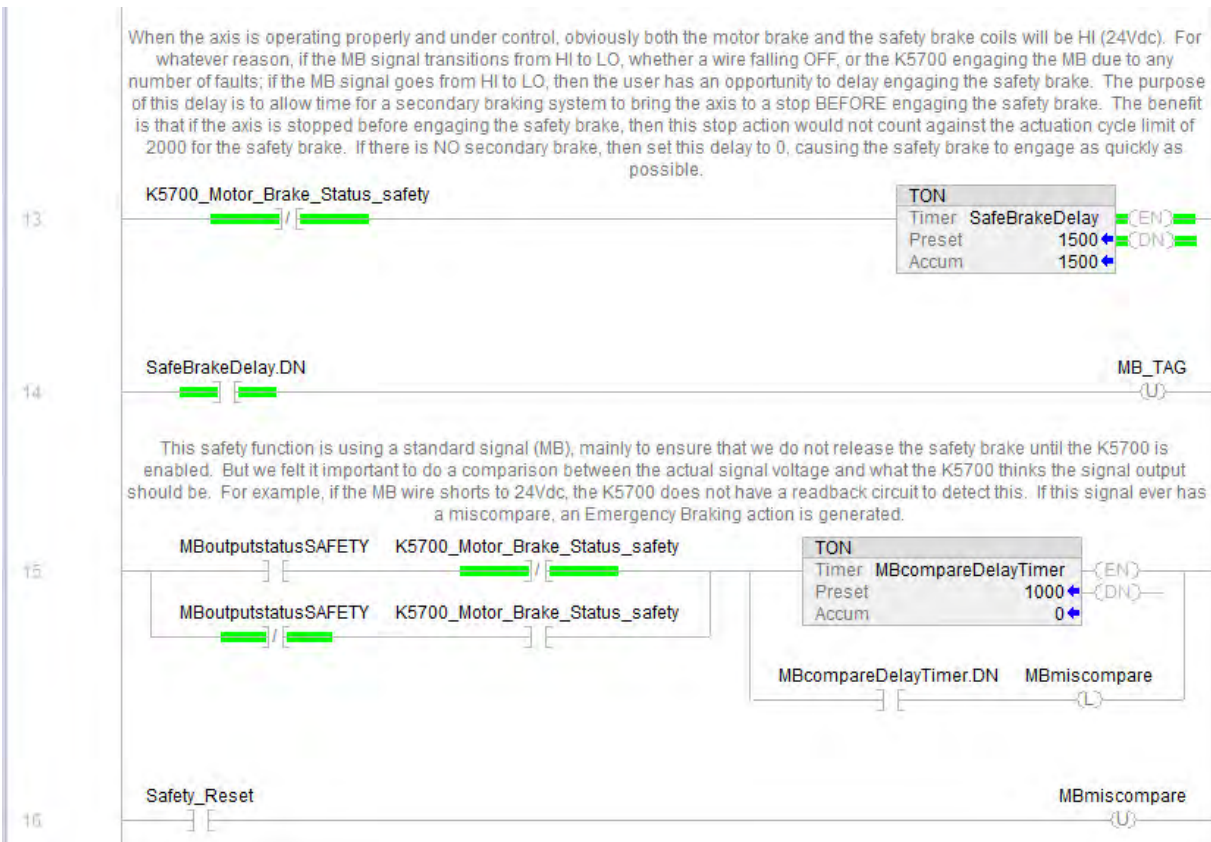 When the axis is operating properly and under control, obviously both the motor brake and the safety brake coils will be HI (24Vdc). For
whatever reason, if the MB signal transitions from HI to LO, whether a wire falling OFF, or the K5700 engaging the MB due to any
number of faults; if the MB signal goes from HI to LO, then the user has an opportunity to delay engaging the safety brake. The purpose
of this delay is to allow time for a secondary braking system to bring the axis to a stop BEFORE engaging the safety brake. The benefit
is that if the axis is stopped before engaging the safety brake, then this stop action would not count against the actuation cycle limit of
2000 for the safety brake. If there is NO secondary brake, then set this delay to 0, causing the safety brake to engage as quickly as
possible.
K5700_Motor_Brake_Status_safety
TON
13
Timer SafeBrakeDelay (EN)
Preset 1500 (DN)
Accum 1500
SafeBrakeDelay.DN MB_TAG
14 (U)
This safety function is using a standard signal (MB), mainly to ensure that we do not release the safety brake until the K5700 is
enabled. But we felt it important to do a comparison between the actual signal voltage and what the K5700 thinks the signal output
should be. For example, if the MB wire shorts to 24Vdc, the K5700 does not have a readback circuit to detect this. If this signal ever has
a miscompare, an Emergency Braking action is generated.
MBoutputstatusSAFETY K5700_Motor_Brake_Status_safety TON
15 Timer MBcompareDelayTimer (EN)
Preset 1000 (DN)
MBoutputstatusSAFETY K5700_Motor_Brake_Status_safety Accum 0
MBcompareDelayTimer.DN MBmiscompare
(L)
Safety_Reset MBmiscompare
16 (U)